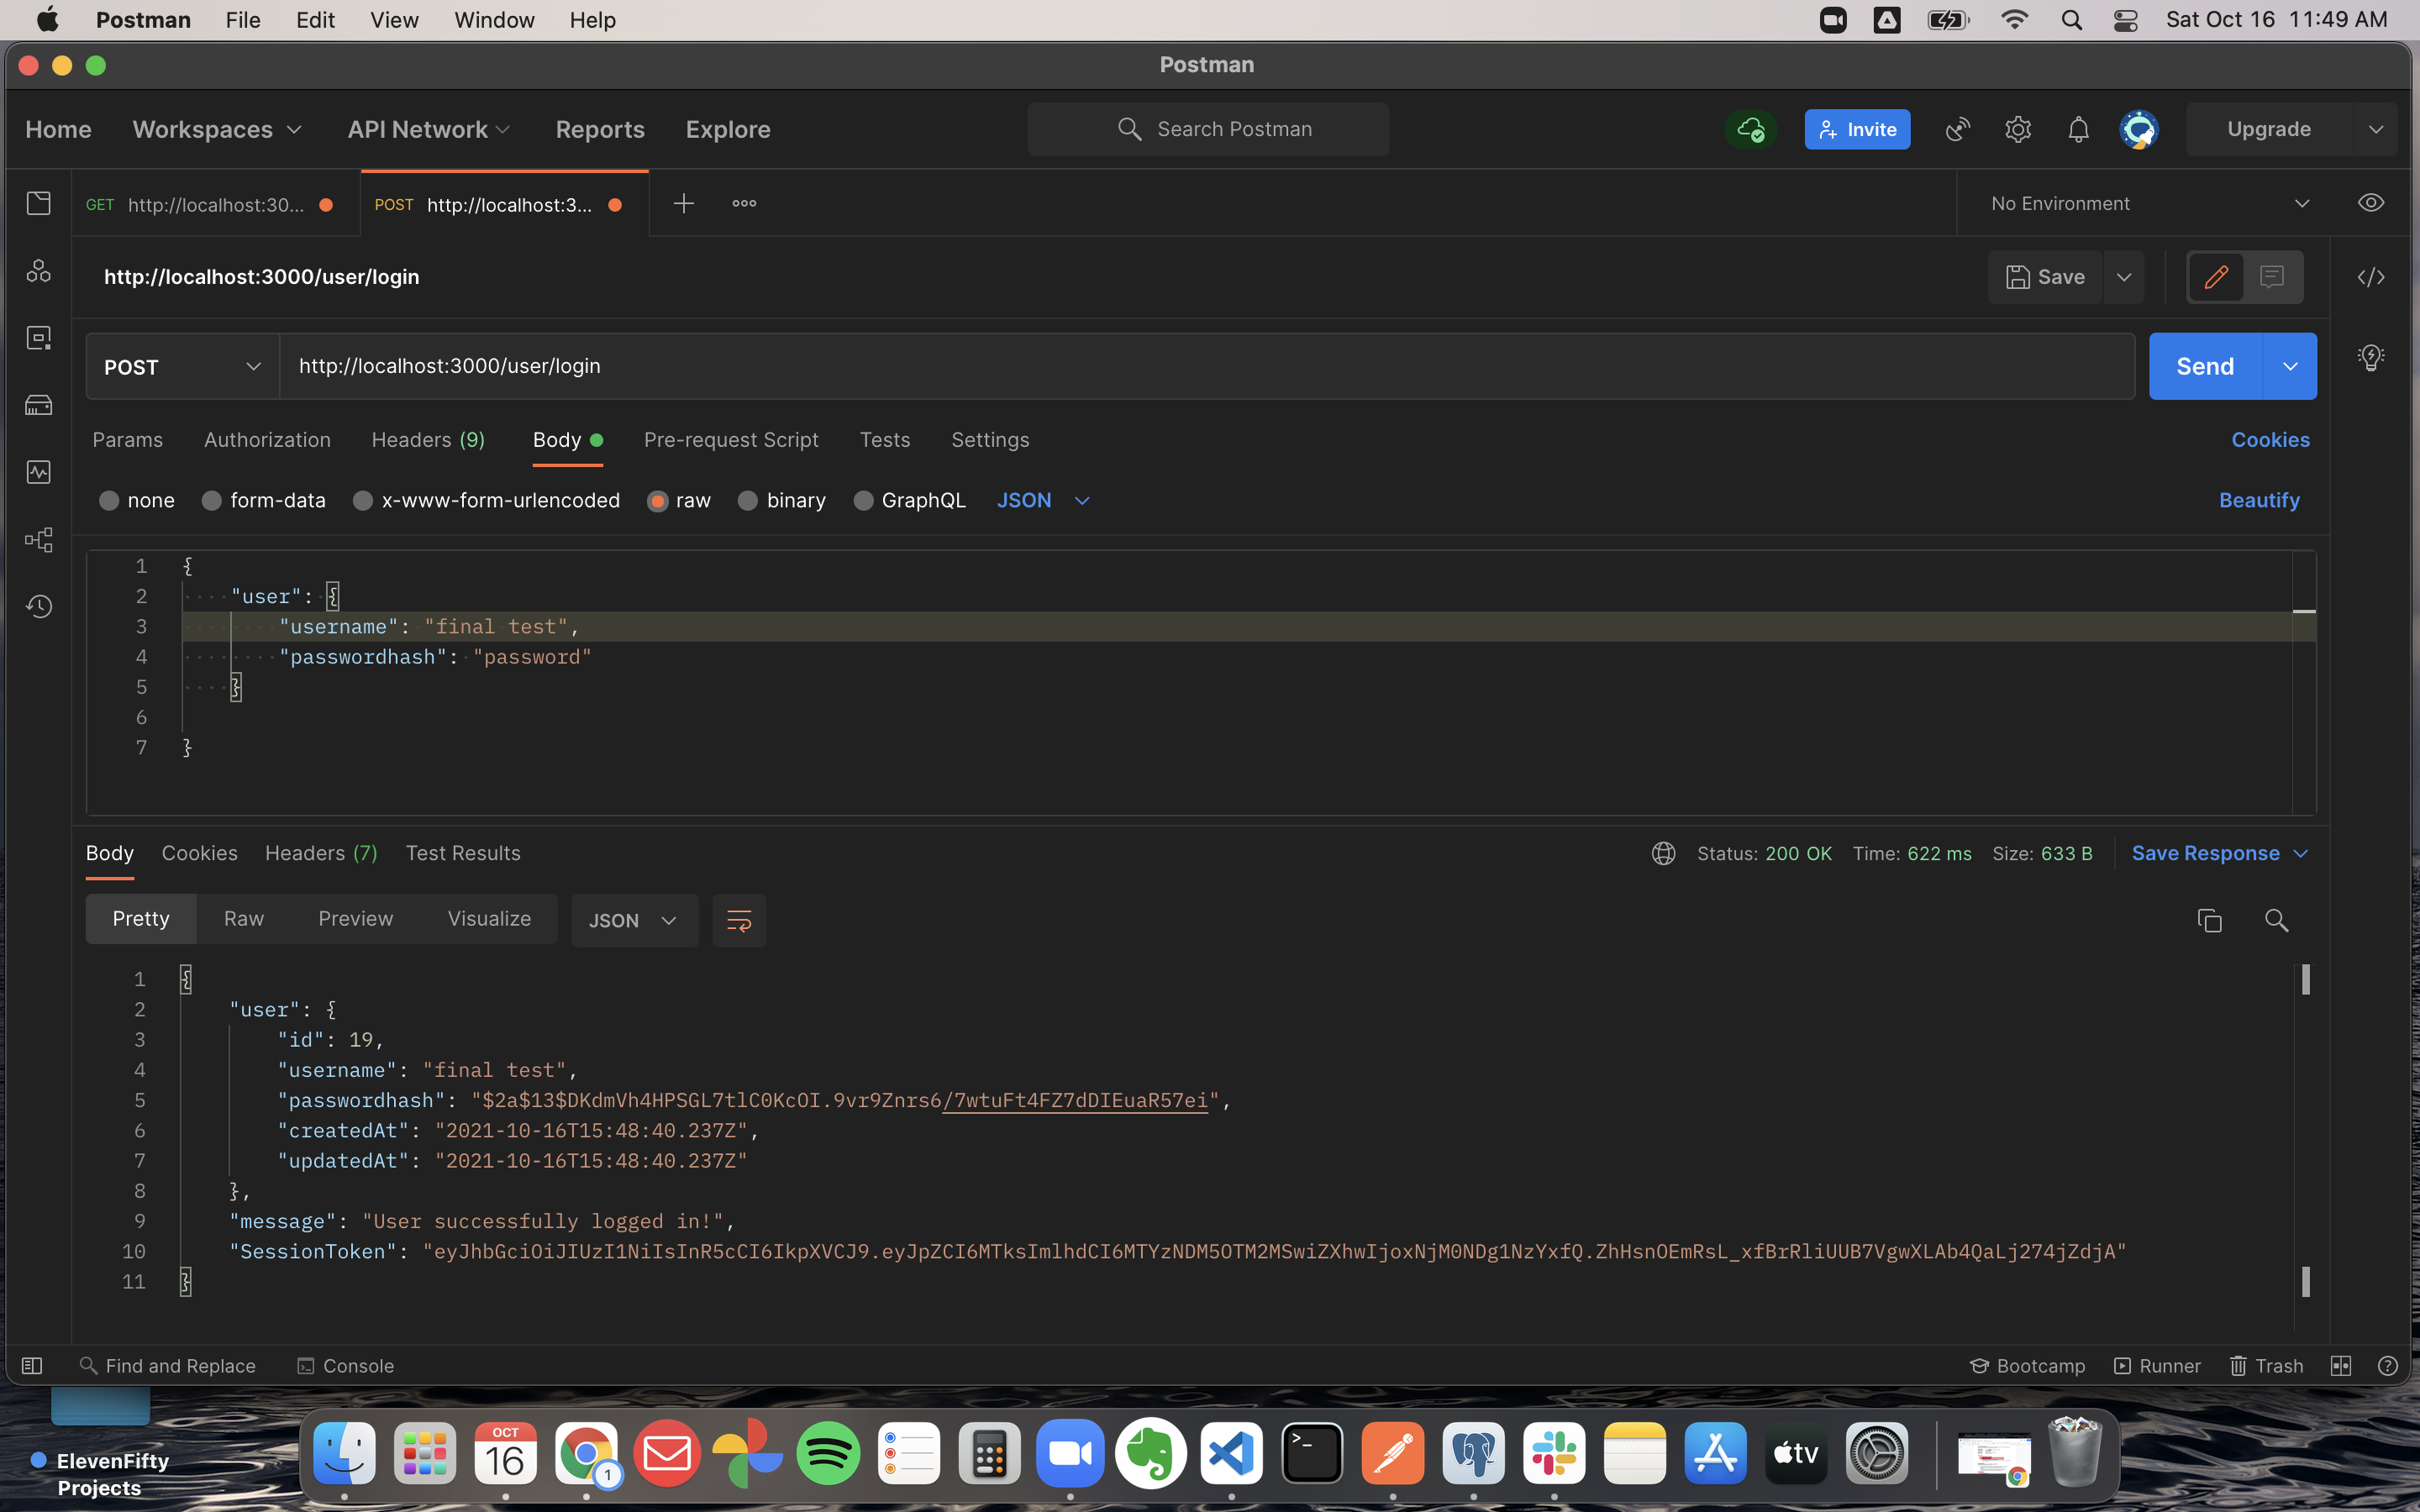 Postman File Edit View Window Help Sat Oct 16 11:49 AM
Postman
Home Workspaces API Network Reports Explore Search Postman Invite Upgrade
GET http://localhost:30... POST http://localhost:3... No Environment
http://localhost:3000/user/login Save
POST http://localhost:3000/user/login Send
Params Authorization Headers (9) Body Pre-request Script Tests Settings Cookies
none form-data x-www-form-urlencoded raw binary GraphQL JSON Beautify
1 {
2 "user": {
3 "username": "final test",
4 "passwordhash": "password"
5 }
6
7 }
Body Cookies Headers (7) Test Results Status: 200 OK Time: 622 ms Size: 633 B Save Response
Pretty Raw Preview Visualize JSON
1 {
2 "user": {
3 "id": 19,
4 "username": "final test",
5 "passwordhash": "$2a$13$DKdmVh4HPSGL7tlC0KcOI.9vr9Znrs6/7wtuFt4FZ7dDIEuaR57ei",
6 "createdAt": "2021-10-16T15:48:40.237Z",
7 "updatedAt": "2021-10-16T15:48:40.237Z"
8 },
9 "message": "User successfully logged in!",
10 "SessionToken": "eyJhbGciOiJIUzI1NiIsInR5cCI6IkpXVCJ9.eyJpZCI6MTksImlhdCI6MTYzNDM5OTM2MSwiZXhwIjoxNjM0NDg1NzYxfQ.ZhHsnOEmRsL_xfBrRliUUB7VgwXLAb4QaLj274jZdjA"
11 }
Find and Replace Console Bootcamp Runner Trash
OCT
16
1
tv
ElevenFifty
Projects